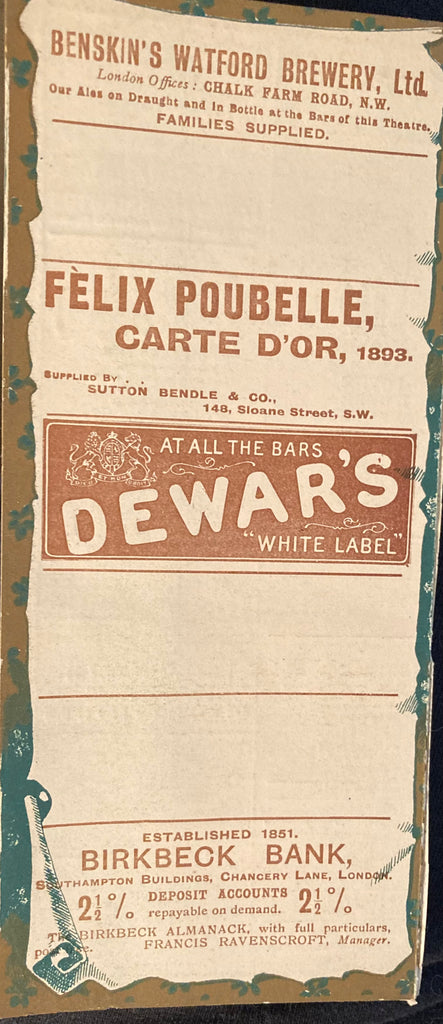 BENSKIN'S WATFORD BREWERY, Ltd.
London Offices: CHALK FARM ROAD, N.W.
Our Ales on Draught and in Bottle at the Bars of this Theatre.
FAMILIES SUPPLIED.
FÈLIX POUBELLE,
CARTE D'OR, 1893.
SUPPLIED BY . .
SUTTON BENDLE & CO.,
148, Sloane Street, S.W.
AT ALL THE BARS
DEWAR'S
"WHITE LABEL"
ESTABLISHED 1851.
BIRKBECK BANK,
SOUTHAMPTON BUILDINGS, CHANCERY LANE, LONDON.
2½ % DEPOSIT ACCOUNTS 2½ %
repayable on demand.
BIRKBECK ALMANACK, with full particulars,
FRANCIS RAVENSCROFT, Manager.